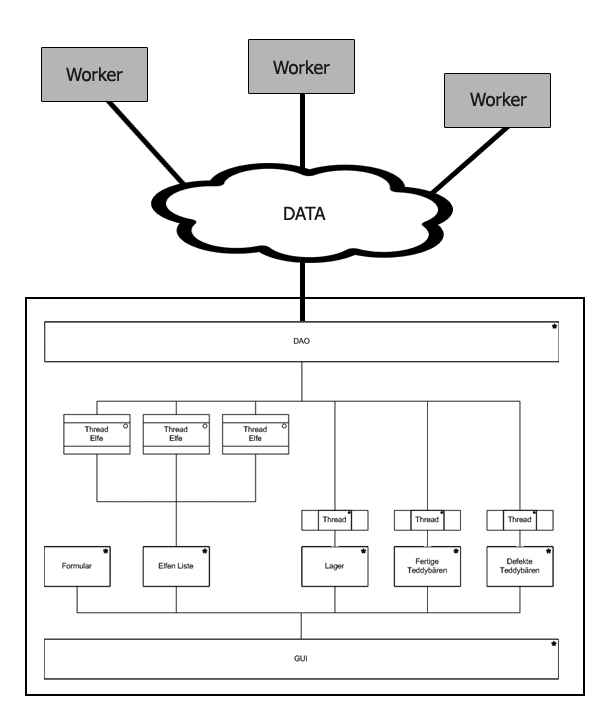 Worker
Worker
Worker
DATA
DAO
Thread
Elfe
Thread
Elfe
Thread
Elfe
Thread
Thread
Thread
Formular
Elfen Liste
Lager
Fertige
Teddybären
Defekte
Teddybären
GUI